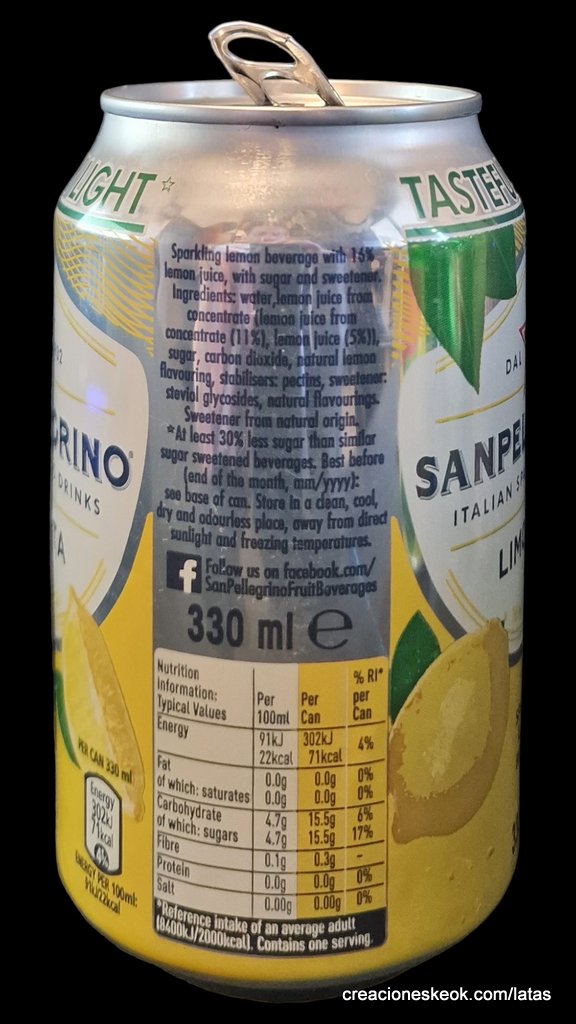 LIGHT☆
TASTEFU
Sparkling lemon beverage with 16%
lemon juice, with sugar and sweetener.
Ingredients: water,lemon juice from
concentrate (lemon juice from
concentrate (11%), lemon juice (5%)),
sugar, carbon dioxide, natural lemon
flavouring, stabilisers: pectins, sweetener:
steviol glycosides, natural flavourings.
Sweetener from natural origin.
*At least 30% less sugar than similar
sugar sweetened beverages. Best before
(end of the month, mm/yyyy):
see base of can. Store in a clean, cool,
dry and odourless place, away from direct
sunlight and freezing temperatures.
f Follow us on facebook.com/
SanPellegrinoFruitBeverages
330 ml e
GRINO®
DRINKS
TA
DAL
SANPE
ITALIAN S
LIM
Nutrition
Information:
Typical Values Per 100ml Per Can % RI* per Can
Energy 91kJ 302kJ 4%
22kcal 71kcal
Fat 0.0g 0.0g 0%
of which: saturates 0.0g 0.0g 0%
Carbohydrate 4.7g 15.5g 6%
of which: sugars 4.7g 15.5g 17%
Fibre 0.1g 0.3g -
Protein 0.0g 0.0g 0%
Salt 0.00g 0.00g 0%
*Reference intake of an average adult
(8400kJ/2000kcal). Contains one serving.
PER CAN 330 ml
Energy
302kJ
71kcal
4%
ENERGY PER 100ml:
91kJ/22kcal
creacioneskeok.com/latas